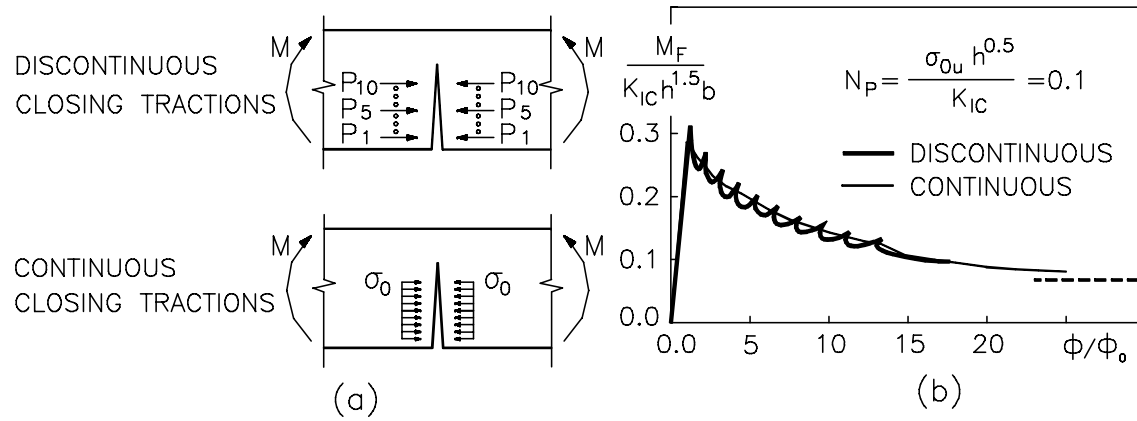 DISCONTINUOUS
CLOSING TRACTIONS
M
M
P10
P10
P5
P5
P1
P1
CONTINUOUS
CLOSING TRACTIONS
M
M
σ0
σ0
(a)
MF
KIC h^1.5 b
NP = σ0u h^0.5 / KIC = 0.1
DISCONTINUOUS
CONTINUOUS
0.3
0.2
0.1
0.0
0.0 5 10 15 20 ϕ/ϕ0
(b)